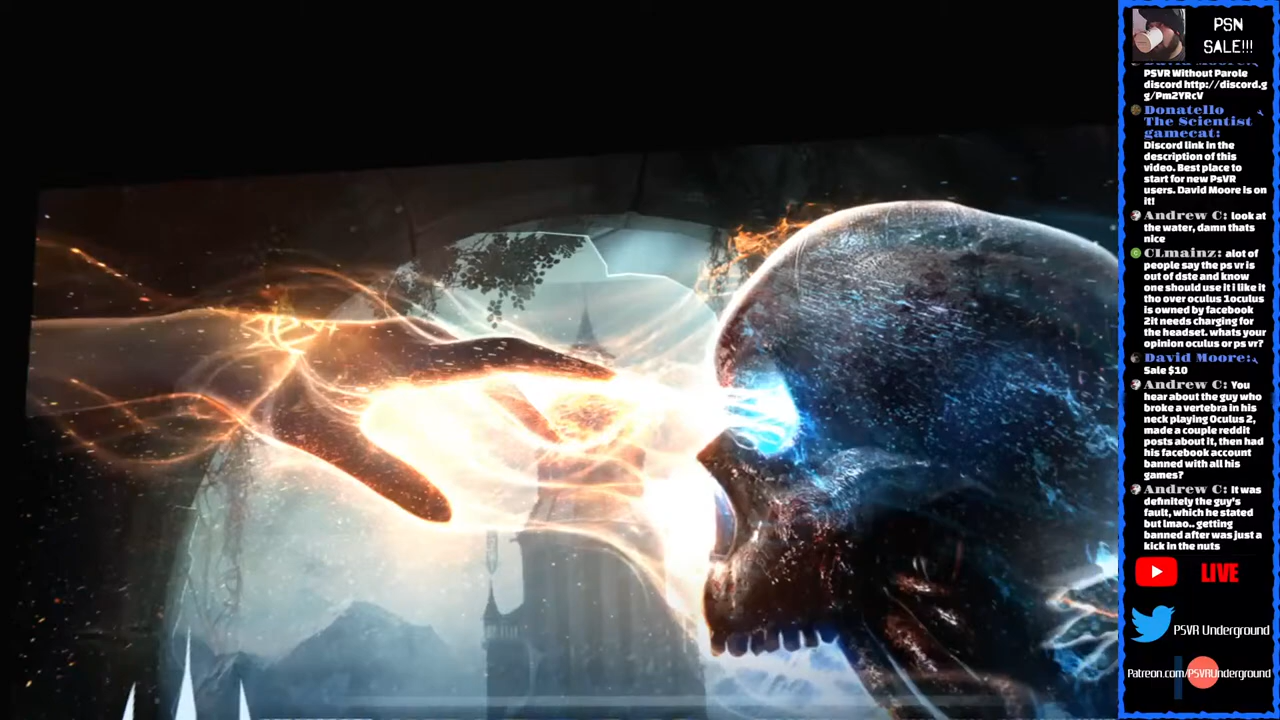 PSN
SALE!!!
PSVR Without Parole
discord http://discord.g
g/Pm2YRcV
Donatello
The Scientist
gamecat:
Discord link in the
description of this
video. Best place to
start for new PsVR
users. David Moore is on
it!
Andrew C: look at
the water, damn thats
nice
CLmainz: alot of
people say the ps vr is
out of dste and know
one should use it i like it
tho over oculus 1oculus
is owned by facebook
2it needs charging for
the headset. whats your
opinion oculus or ps vr?
David Moore:
Sale $10
Andrew C: You
hear about the guy who
broke a vertebra in his
neck playing Oculus 2,
made a couple reddit
posts about it, then had
his facebook account
banned with all his
games?
Andrew C: It was
definitely the guy's
fault, which he stated
but lmao.. getting
banned after was just a
kick in the nuts
LIVE
PSVR Underground
Patreon.com/PSVRUnderground